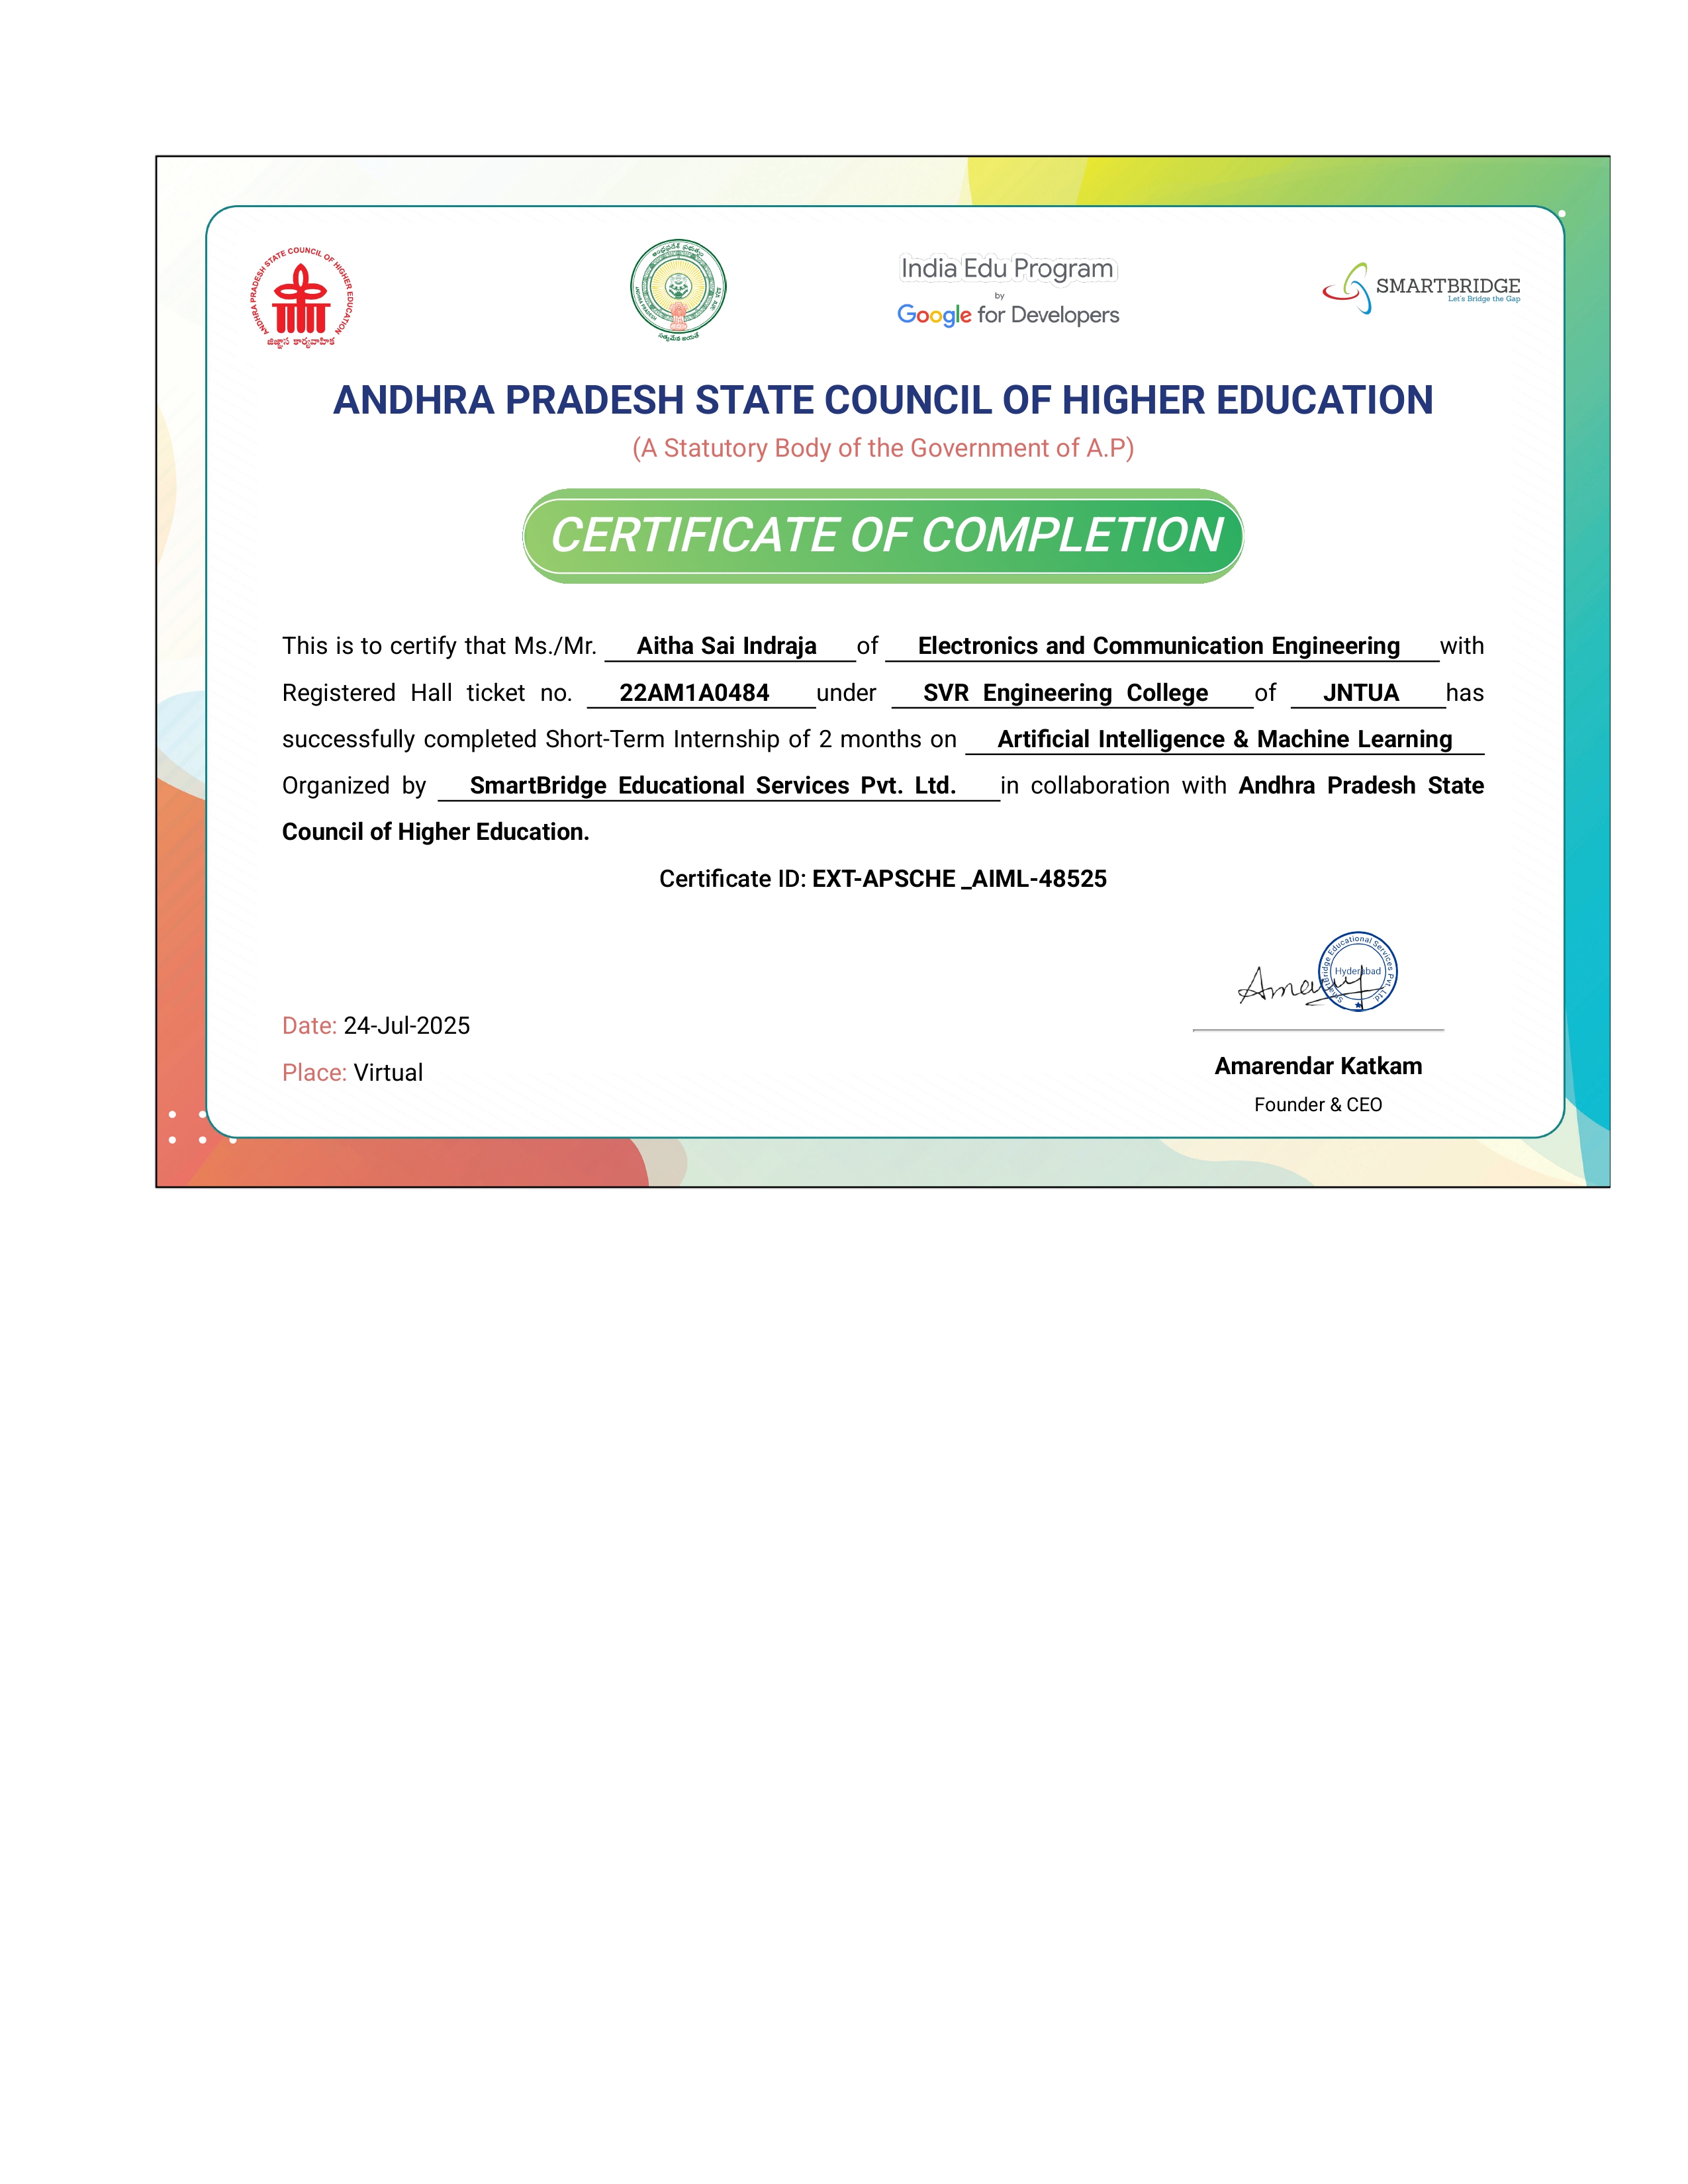 ANDHRA PRADESH STATE COUNCIL OF HIGHER EDUCATION
జిజ్ఞాస కార్యవాహిక
ఆంధ్రప్రదేశ్ ప్రభుత్వం
సత్యమేవ జయతే
India Edu Program
by
Google for Developers
SMARTBRIDGE
Let's Bridge the Gap
ANDHRA PRADESH STATE COUNCIL OF HIGHER EDUCATION
(A Statutory Body of the Government of A.P)
CERTIFICATE OF COMPLETION
This is to certify that Ms./Mr. Aitha Sai Indraja of Electronics and Communication Engineering with
Registered Hall ticket no. 22AM1A0484 under SVR Engineering College of JNTUA has
successfully completed Short-Term Internship of 2 months on Artificial Intelligence & Machine Learning
Organized by SmartBridge Educational Services Pvt. Ltd. in collaboration with Andhra Pradesh State
Council of Higher Education.
Certificate ID: EXT-APSCHE _AIML-48525
SmartBridge Educational Services Pvt. Ltd
Hyderabad
Date: 24-Jul-2025
Place: Virtual
Amarendar Katkam
Founder & CEO